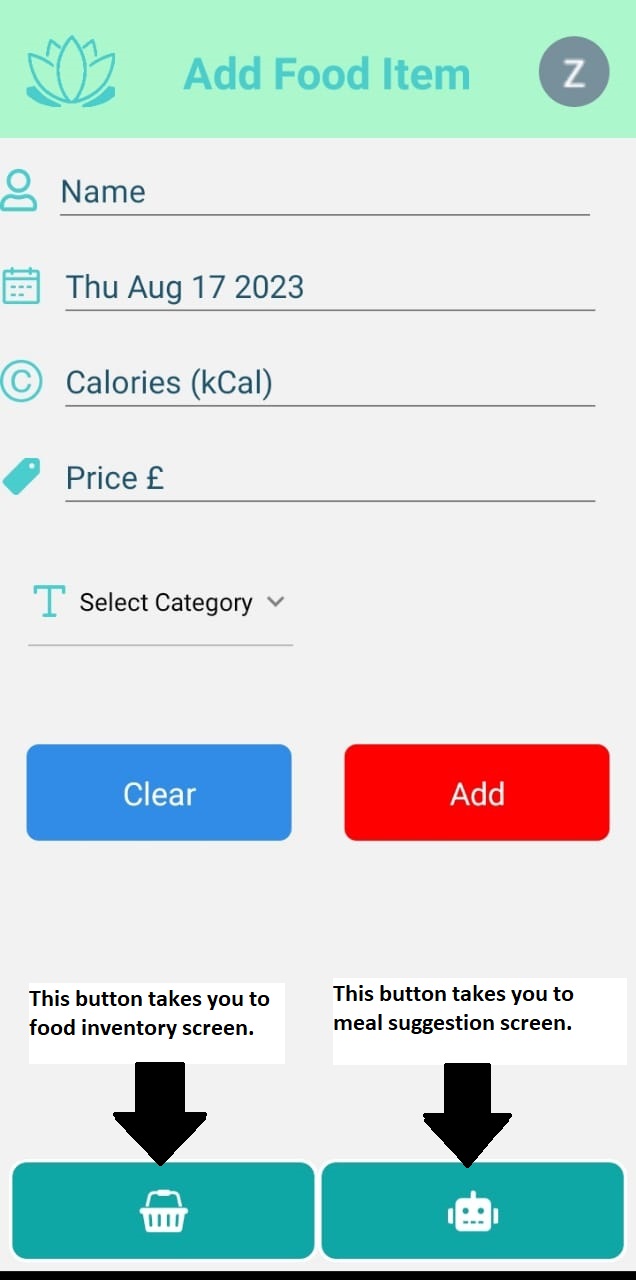 Add Food Item
Z
Name
Thu Aug 17 2023
C
Calories (kCal)
Price £
T
Select Category
Clear
Add
This button takes you to
food inventory screen.
This button takes you to
meal suggestion screen.